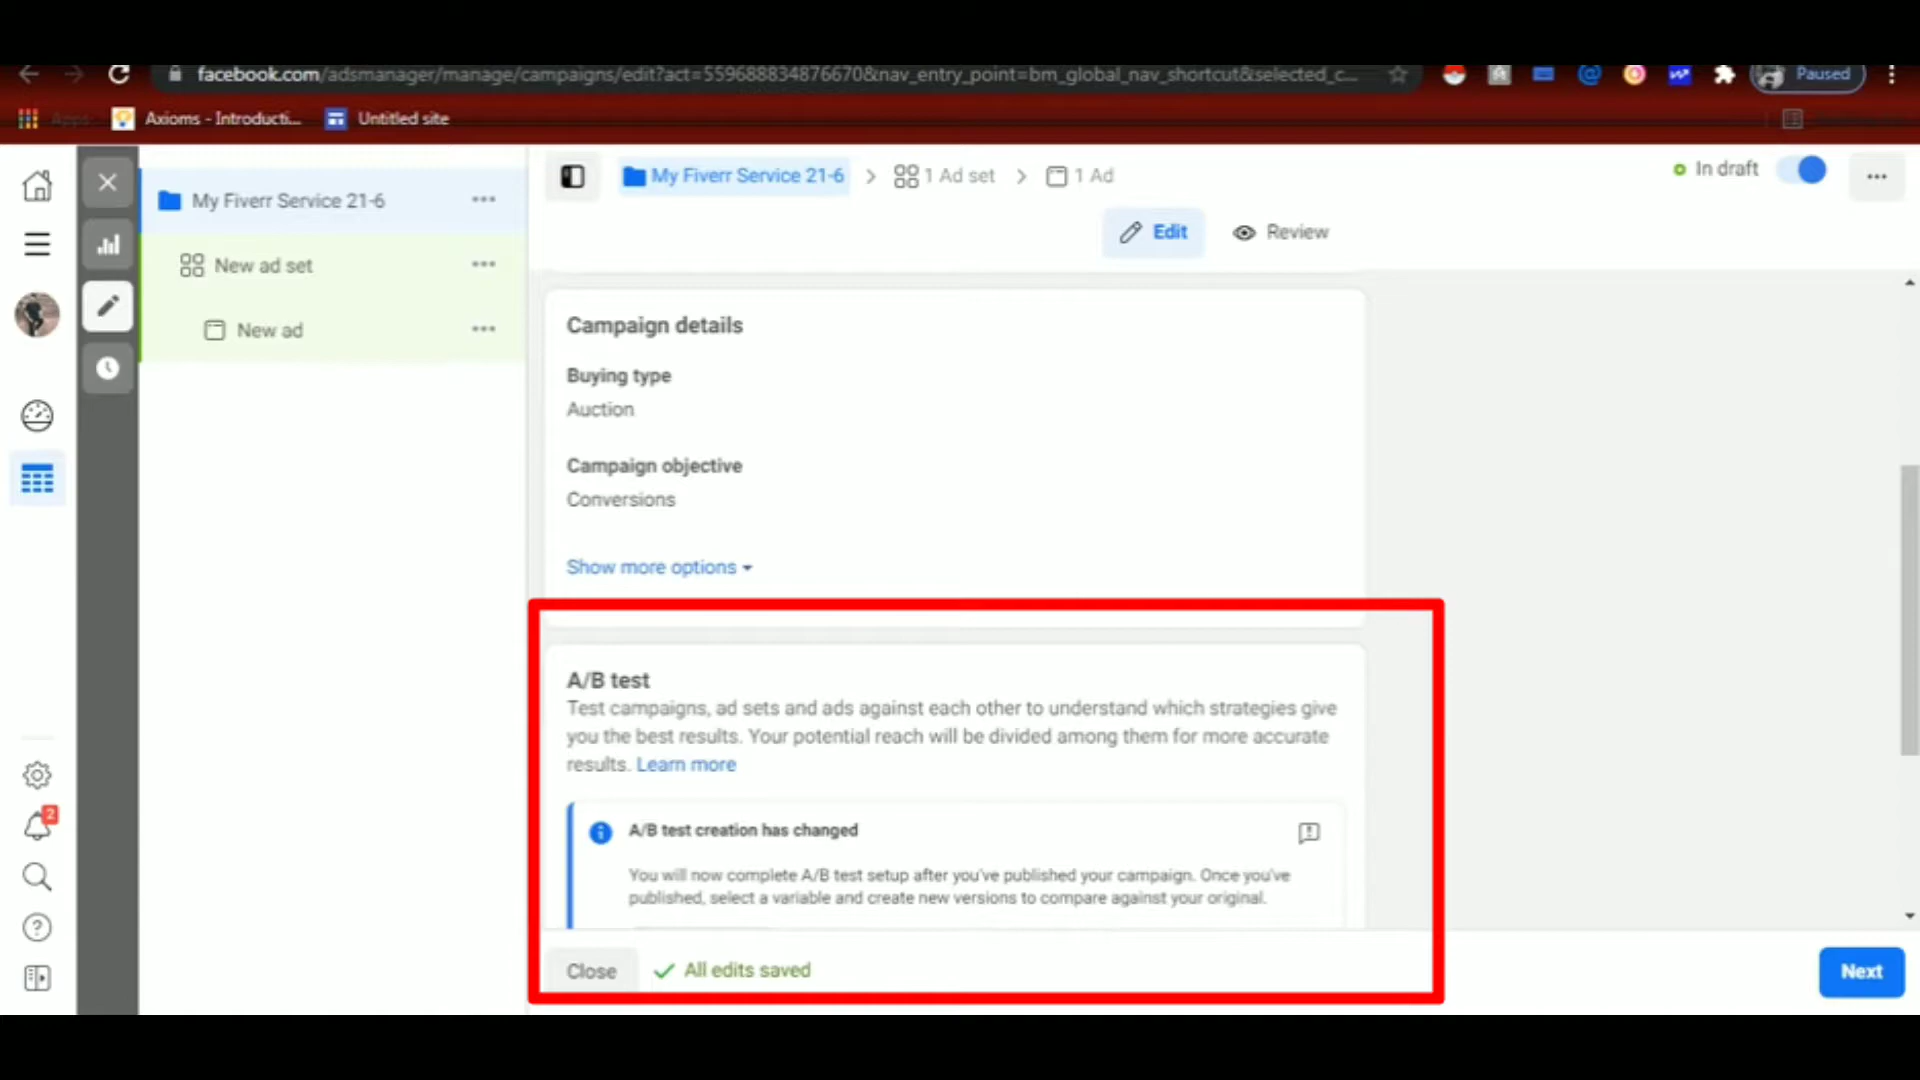 facebook.com/adsmanager/manage/campaigns/edit?act=559688834876670&nav_entry_point=bm_global_nav_shortcut&selected_c...
Paused
Apps
Axioms - Introducti...
Untitled site
My Fiverr Service 21-6
New ad set
New ad
My Fiverr Service 21-6
1 Ad set
1 Ad
In draft
Edit
Review
Campaign details
Buying type
Auction
Campaign objective
Conversions
Show more options
A/B test
Test campaigns, ad sets and ads against each other to understand which strategies give
you the best results. Your potential reach will be divided among them for more accurate
results. Learn more
A/B test creation has changed
You will now complete A/B test setup after you've published your campaign. Once you've
published, select a variable and create new versions to compare against your original.
2
Close
All edits saved
Next